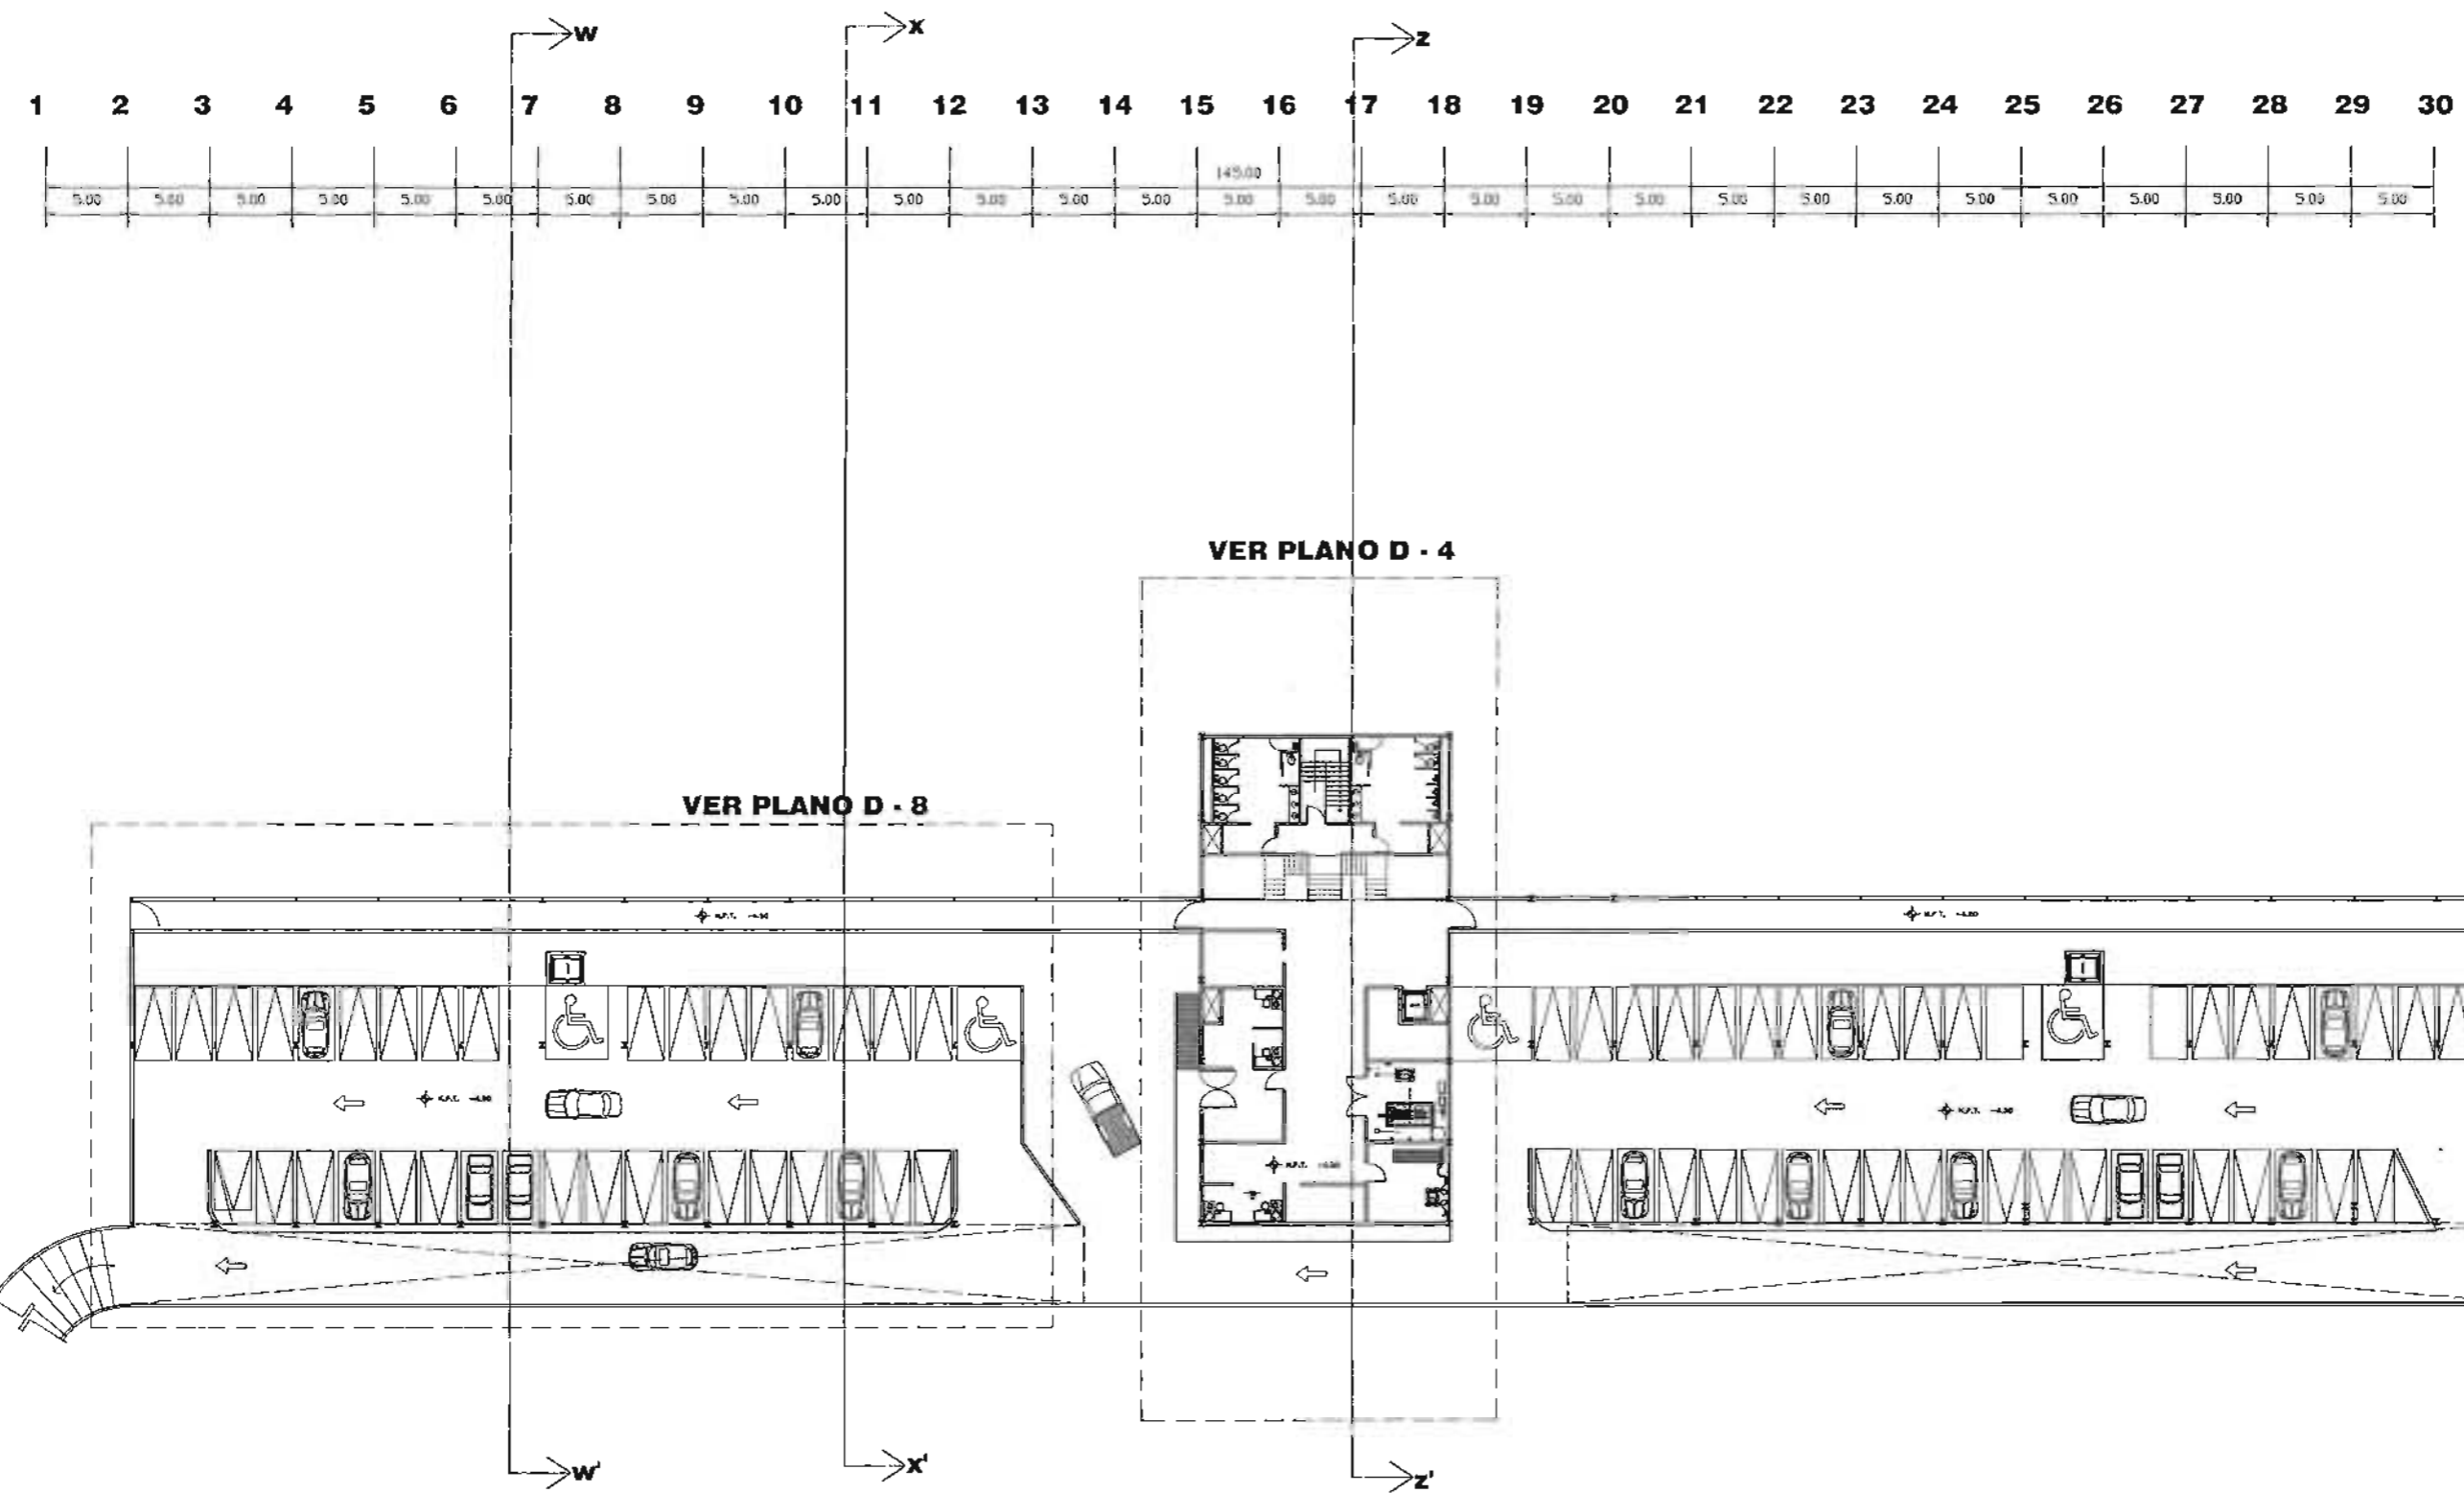 w x z
1 2 3 4 5 6 7 8 9 10 11 12 13 14 15 16 17 18 19 20 21 22 23 24 25 26 27 28 29 30
145.00
5.00 5.00 5.00 5.00 5.00 5.00 5.00 5.00 5.00 5.00 5.00 5.00 5.00 5.00 5.00 5.00 5.00 5.00 5.00 5.00 5.00 5.00 5.00 5.00 5.00 5.00 5.00 5.00 5.00
VER PLANO D - 4
VER PLANO D - 8
w' x' z'